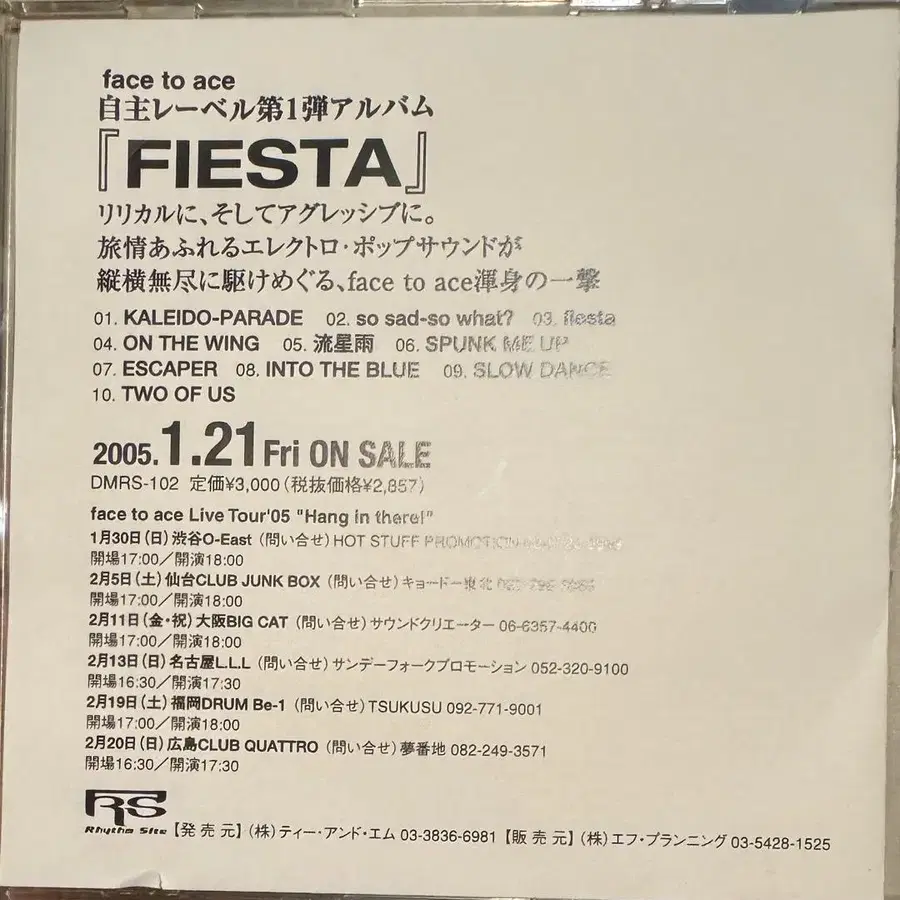 face to ace
自主レーベル第1弾アルバム
『FIESTA』
リリカルに、そしてアグレッシブに。
旅情あふれるエレクトロ・ポップサウンドが
縦横無尽に駆けめぐる、face to ace渾身の一撃
01. KALEIDO-PARADE 02. so sad-so what? 03. fiesta
04. ON THE WING 05. 流星雨 06. SPUNK ME UP
07. ESCAPER 08. INTO THE BLUE 09. SLOW DANCE
10. TWO OF US
2005.1.21 Fri ON SALE
DMRS-102 定価¥3,000(税抜価格¥2,857)
face to ace Live Tour'05 "Hang in there!"
1月30日(日)渋谷O-East (問い合せ)HOT STUFF PROMOTION
開場17:00/開演18:00
2月5日(土)仙台CLUB JUNK BOX (問い合せ)キョードー東北
開場17:00/開演18:00
2月11日(金・祝)大阪BIG CAT (問い合せ)サウンドクリエーター 06-6357-4400
開場17:00/開演18:00
2月13日(日)名古屋L.L.L (問い合せ)サンデーフォークプロモーション 052-320-9100
開場16:30/開演17:30
2月19日(土)福岡DRUM Be-1 (問い合せ)TSUKUSU 092-771-9001
開場17:00/開演18:00
2月20日(日)広島CLUB QUATTRO (問い合せ)夢番地 082-249-3571
開場16:30/開演17:30
RS
Rhythm Site【発売元】(株)ティー・アンド・エム 03-3836-6981【販売元】(株)エフ・プランニング 03-5428-1525